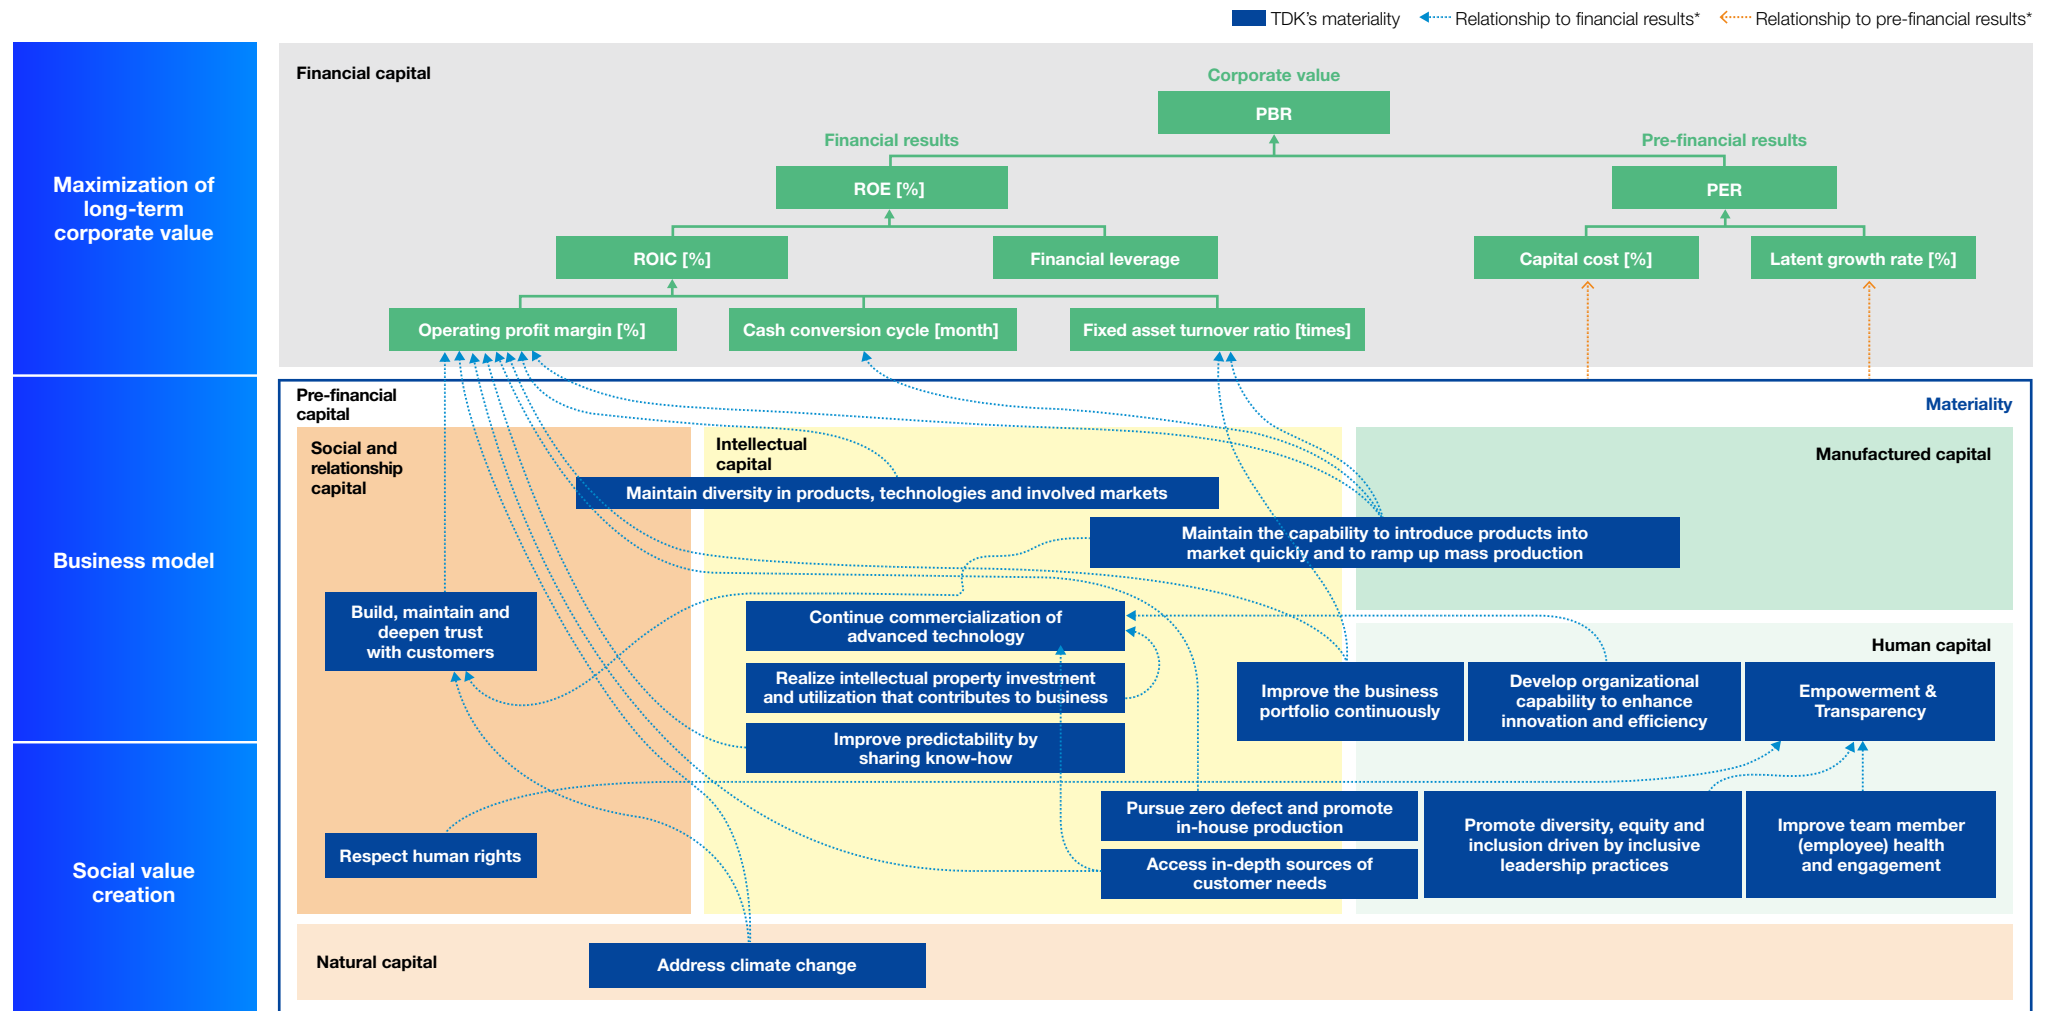 TDK's materiality
Relationship to financial results*
Relationship to pre-financial results*
Maximization of
long-term
corporate value
Financial capital
Corporate value
PBR
Financial results
Pre-financial results
ROE [%]
PER
ROIC [%]
Financial leverage
Capital cost [%]
Latent growth rate [%]
Operating profit margin [%]
Cash conversion cycle [month]
Fixed asset turnover ratio [times]
Business model
Pre-financial
capital
Materiality
Social and
relationship
capital
Intellectual
capital
Manufactured capital
Maintain diversity in products, technologies and involved markets
Maintain the capability to introduce products into
market quickly and to ramp up mass production
Build, maintain and
deepen trust
with customers
Continue commercialization of
advanced technology
Realize intellectual property investment
and utilization that contributes to business
Improve predictability by
sharing know-how
Human capital
Improve the business
portfolio continuously
Develop organizational
capability to enhance
innovation and efficiency
Empowerment &
Transparency
Social value
creation
Respect human rights
Pursue zero defect and promote
in-house production
Access in-depth sources of
customer needs
Promote diversity, equity and
inclusion driven by inclusive
leadership practices
Improve team member
(employee) health
and engagement
Natural capital
Address climate change